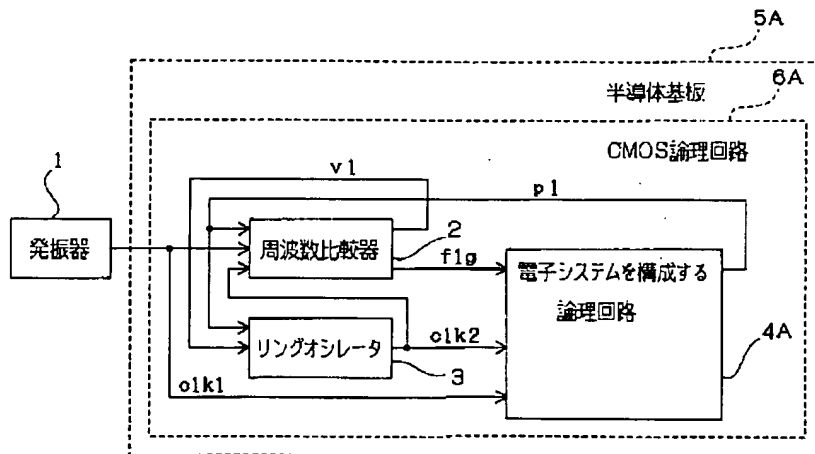 5A
半導体基板
6A
CMOS論理回路
1
v1
p1
発振器
周波数比較器
2
f1g
電子システムを構成する
論理回路
リングオシレータ
clk2
3
4A
clk1